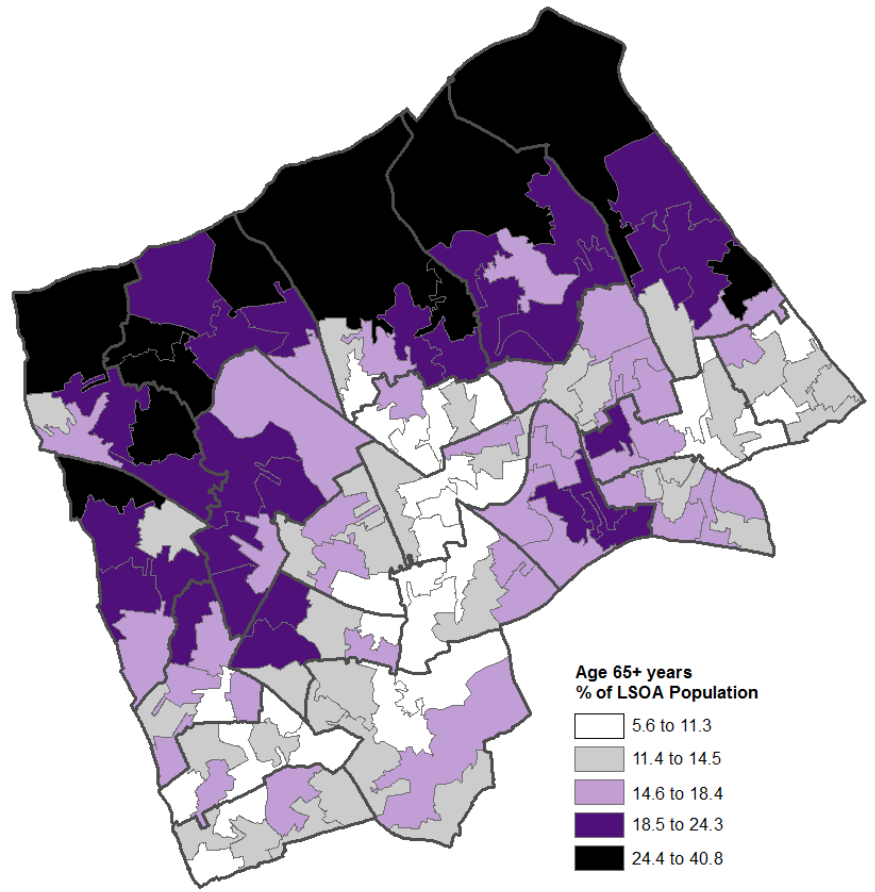 Age 65+ years
% of LSOA Population
5.6 to 11.3
11.4 to 14.5
14.6 to 18.4
18.5 to 24.3
24.4 to 40.8